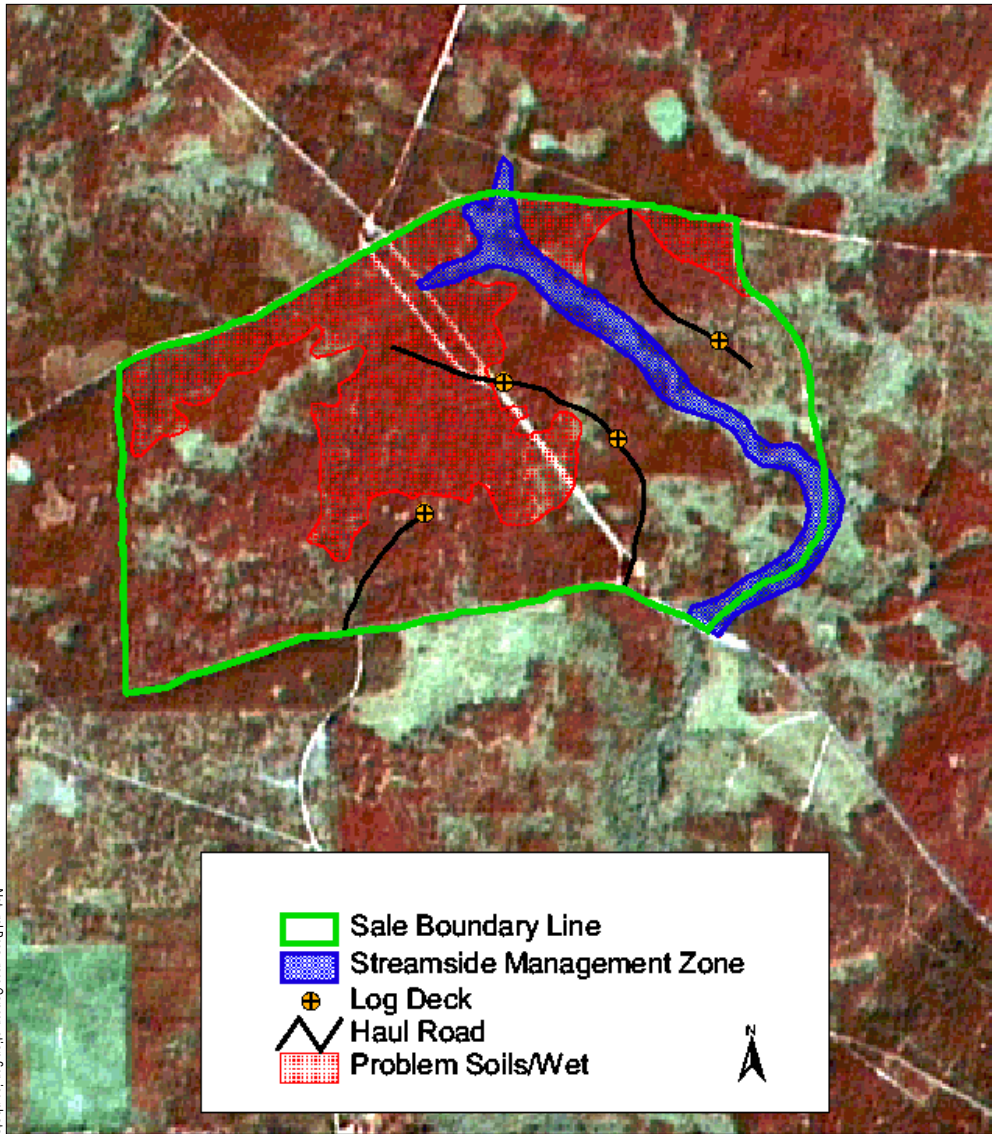 Sale Boundary Line
Streamside Management Zone
Log Deck
Haul Road
N
Problem Soils/Wet